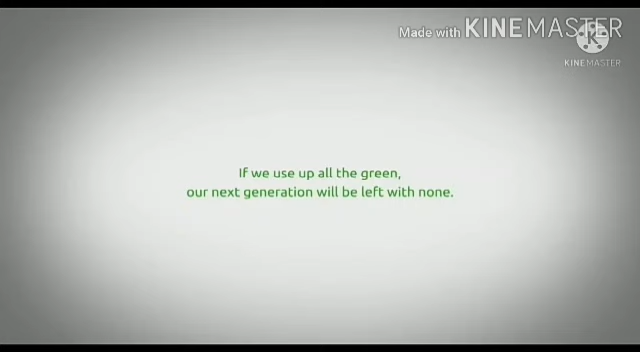 Made with KINEMASTER
K
KINEMASTER
If we use up all the green,
our next generation will be left with none.